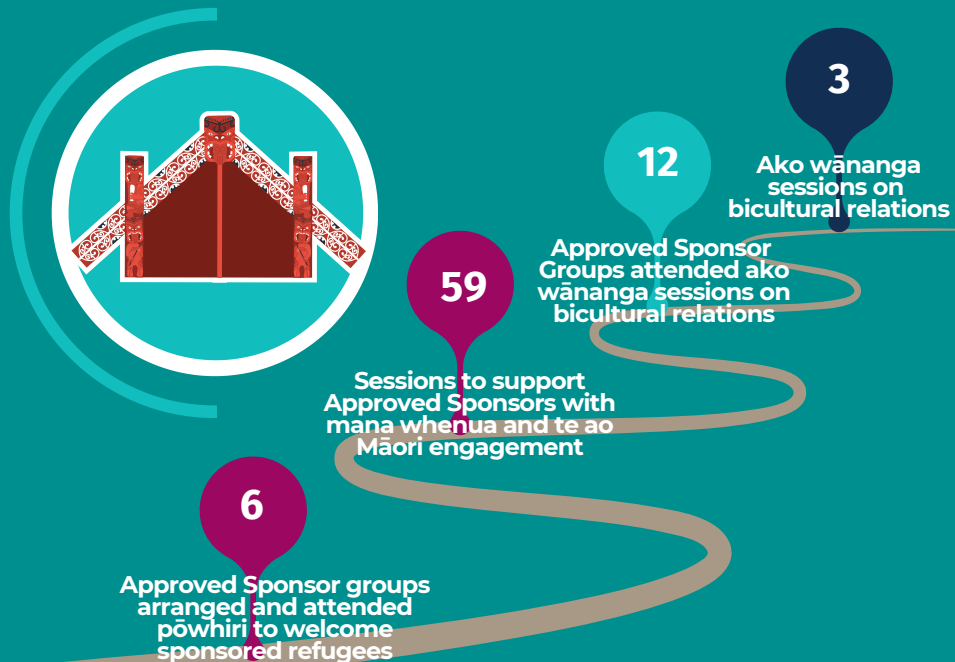 3
Ako wānanga
sessions on
bicultural relations
12
Approved Sponsor
Groups attended ako
wānanga sessions on
bicultural relations
59
Sessions to support
Approved Sponsors with
mana whenua and te ao
Māori engagement
6
Approved Sponsor groups
arranged and attended
pōwhiri to welcome
sponsored refugees